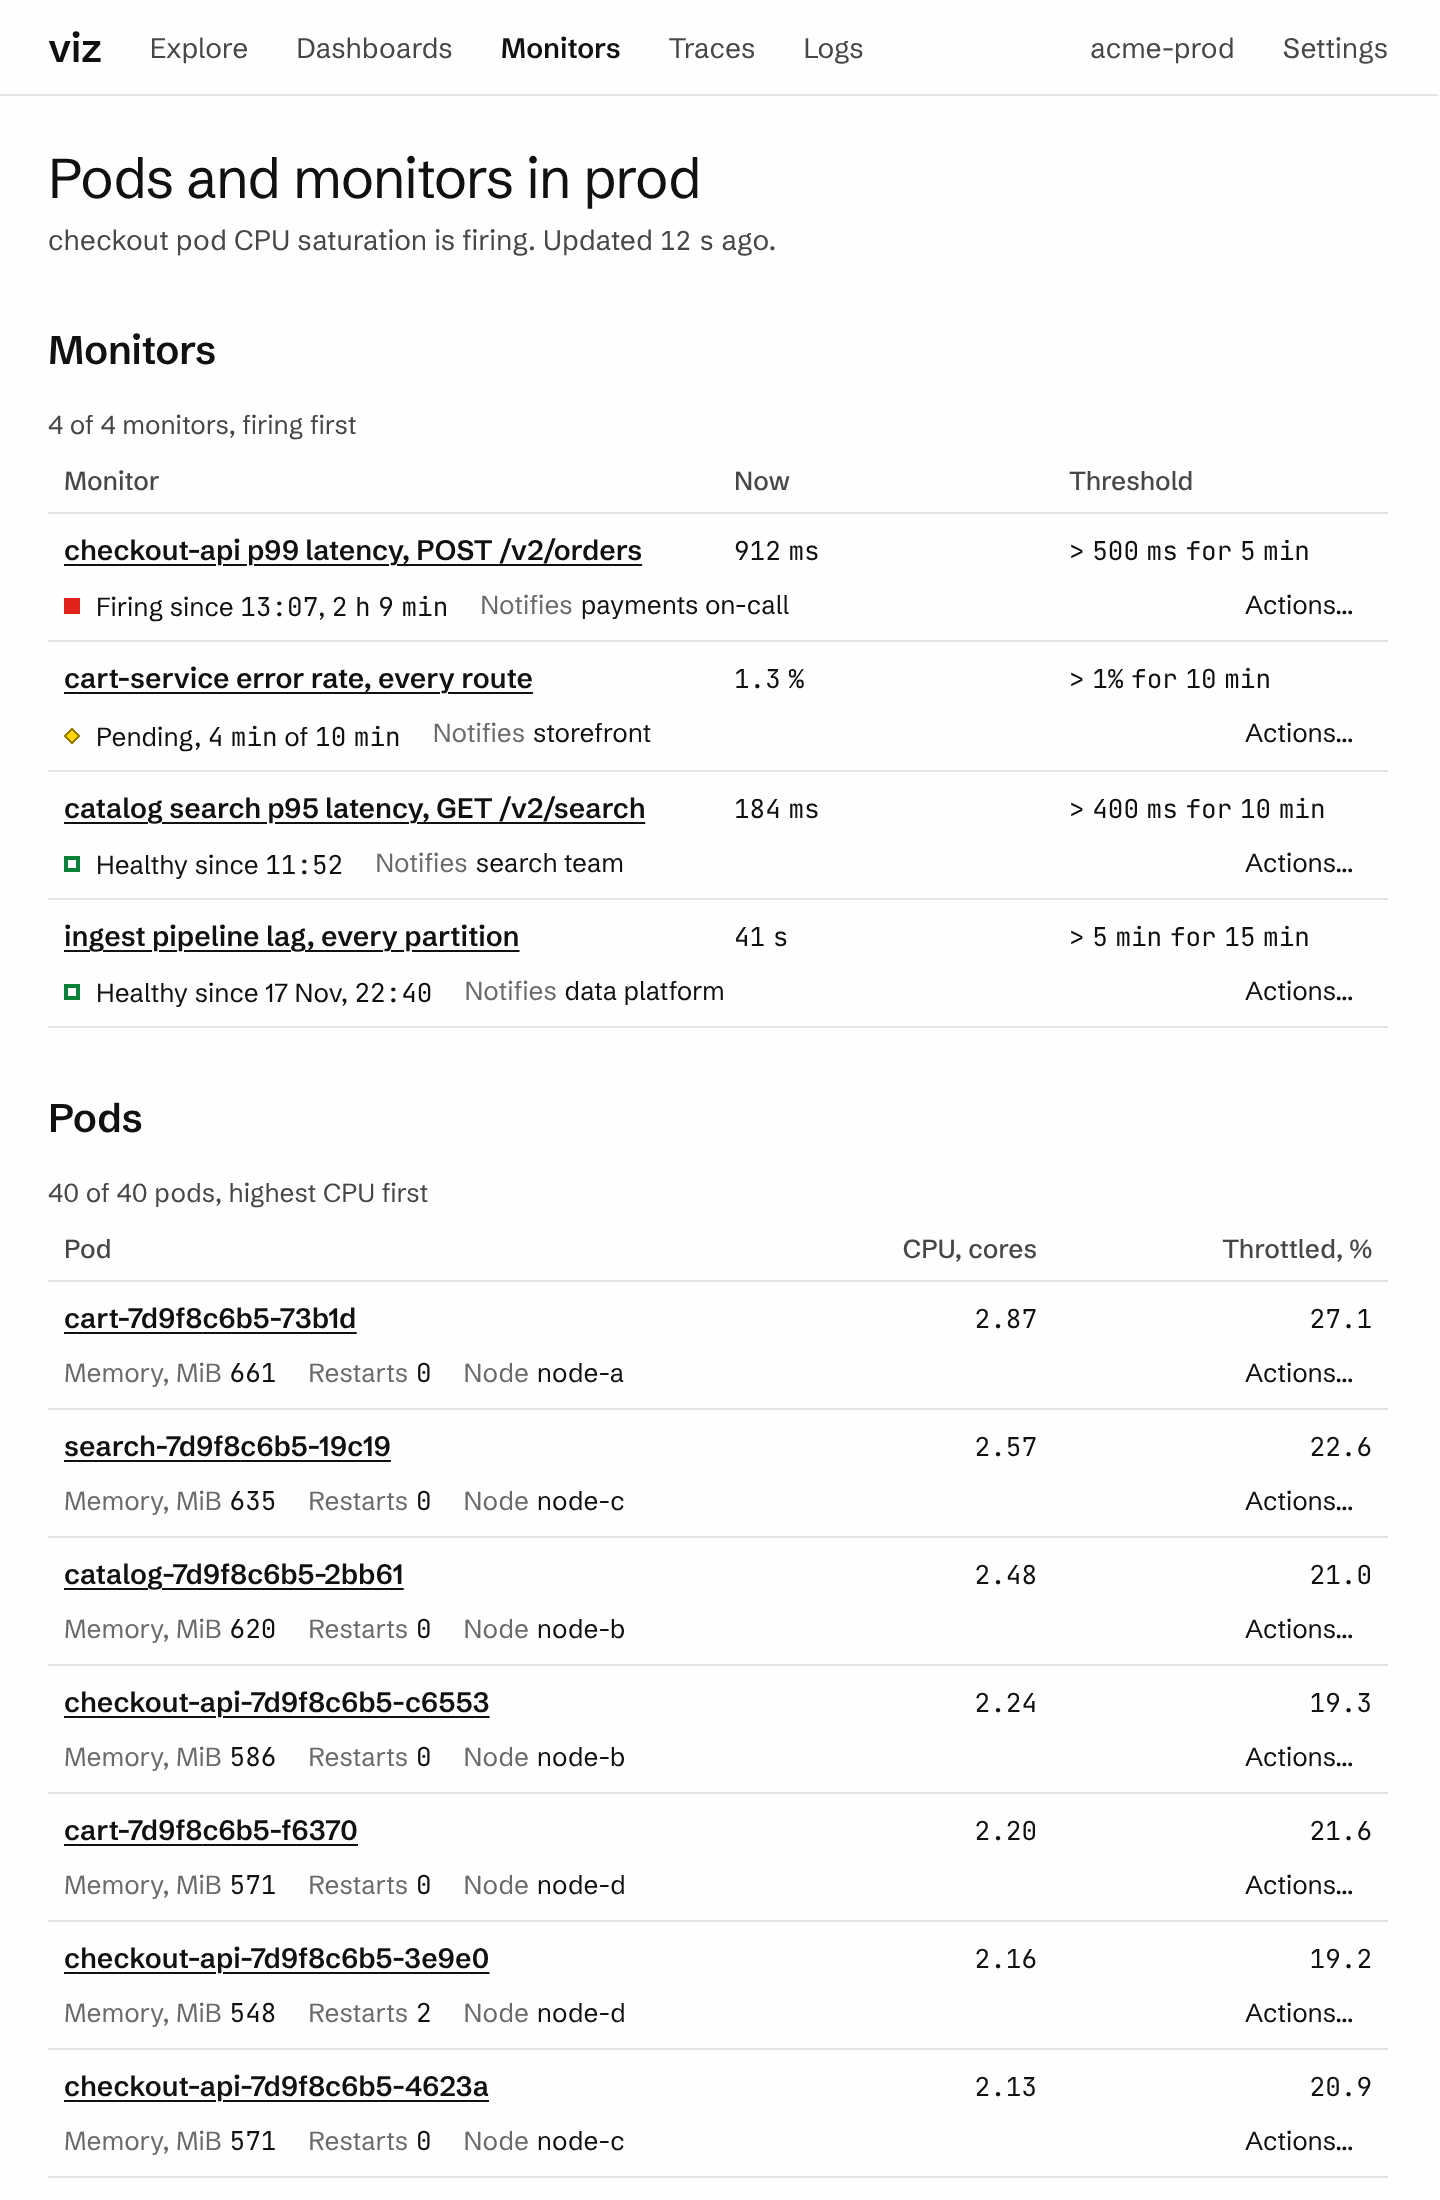 viz Explore Dashboards Monitors Traces Logs acme-prod Settings
Pods and monitors in prod
checkout pod CPU saturation is firing. Updated 12 s ago.
Monitors
4 of 4 monitors, firing first
Monitor Now Threshold
checkout-api p99 latency, POST /v2/orders 912 ms > 500 ms for 5 min
Firing since 13:07, 2 h 9 min Notifies payments on-call Actions...
cart-service error rate, every route 1.3 % > 1% for 10 min
Pending, 4 min of 10 min Notifies storefront Actions...
catalog search p95 latency, GET /v2/search 184 ms > 400 ms for 10 min
Healthy since 11:52 Notifies search team Actions...
ingest pipeline lag, every partition 41 s > 5 min for 15 min
Healthy since 17 Nov, 22:40 Notifies data platform Actions...
Pods
40 of 40 pods, highest CPU first
Pod CPU, cores Throttled, %
cart-7d9f8c6b5-73b1d 2.87 27.1
Memory, MiB 661 Restarts 0 Node node-a Actions...
search-7d9f8c6b5-19c19 2.57 22.6
Memory, MiB 635 Restarts 0 Node node-c Actions...
catalog-7d9f8c6b5-2bb61 2.48 21.0
Memory, MiB 620 Restarts 0 Node node-b Actions...
checkout-api-7d9f8c6b5-c6553 2.24 19.3
Memory, MiB 586 Restarts 0 Node node-b Actions...
cart-7d9f8c6b5-f6370 2.20 21.6
Memory, MiB 571 Restarts 0 Node node-d Actions...
checkout-api-7d9f8c6b5-3e9e0 2.16 19.2
Memory, MiB 548 Restarts 2 Node node-d Actions...
checkout-api-7d9f8c6b5-4623a 2.13 20.9
Memory, MiB 571 Restarts 0 Node node-c Actions...